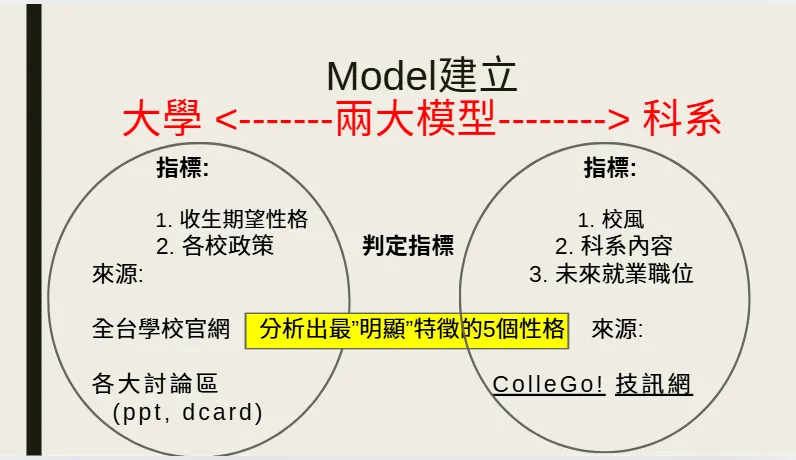 Model建立
大學 <-------兩大模型--------> 科系
指標:
1. 收生期望性格
2. 各校政策
來源:
全台學校官網
各大討論區
(ppt, dcard)
判定指標
分析出最”明顯”特徵的5個性格
指標:
1. 校風
2. 科系內容
3. 未來就業職位
來源:
ColleGo! 技訊網